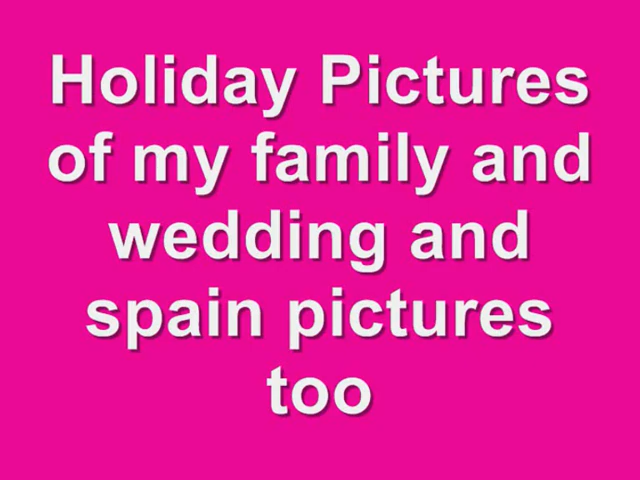 Holiday Pictures
of my family and
wedding and
spain pictures
too